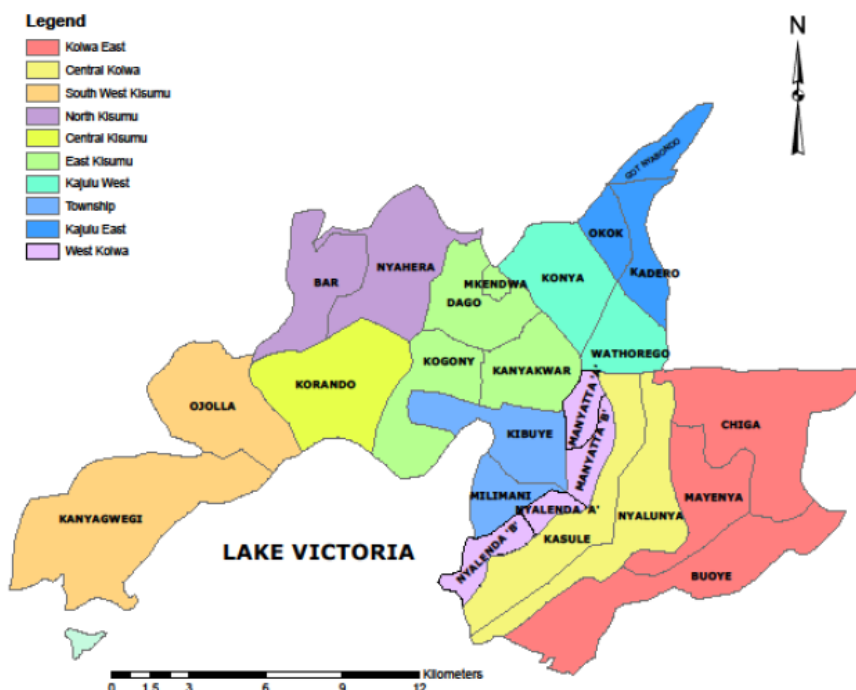 Legend
Kolwa East
Central Kolwa
South West Kisumu
North Kisumu
Central Kisumu
East Kisumu
Kajulu West
Township
Kajulu East
West Kolwa
N
GOT NYABONDO
OKOK
KADERO
BAR
NYAHERA
KONYA
MKENDWA
DAGO
WATHOREGO
KOGONY
KANYAKWAR
KORANDO
MANYATTA 'A'
OJOLLA
CHIGA
KIBUYE
MANYATTA 'B'
MILIMANI
MAYENYA
NYALENDA 'A'
NYALUNYA
KANYAGWEGI
KASULE
LAKE VICTORIA
NYALENDA 'B'
BUOYE
Kilometers
0 1.5 3 6 9 12